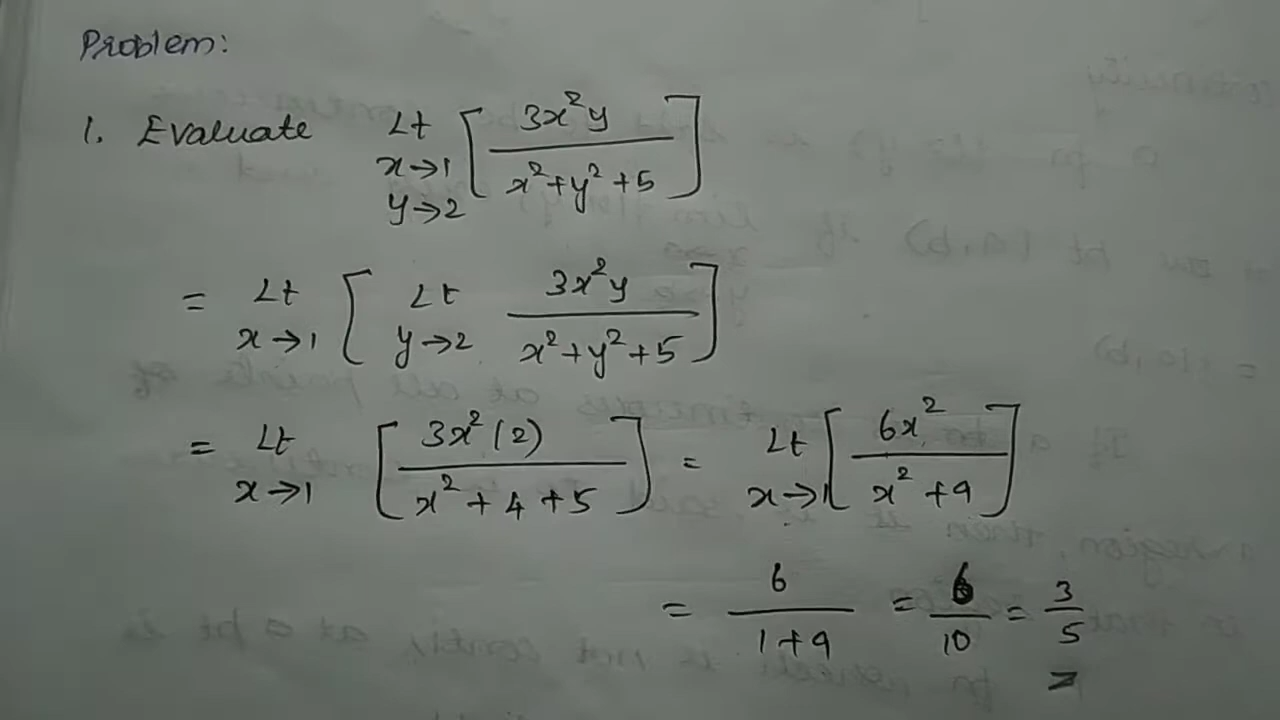 Problem:
1. Evaluate Lt x→1 y→2 [3x²y / x²+y²+5]
= Lt x→1 [ Lt y→2 3x²y / x²+y²+5 ]
= Lt x→1 [3x²(2) / x²+4+5] = Lt x→1 [6x² / x²+9]
= 6 / 1+9 = 6/10 = 3/5